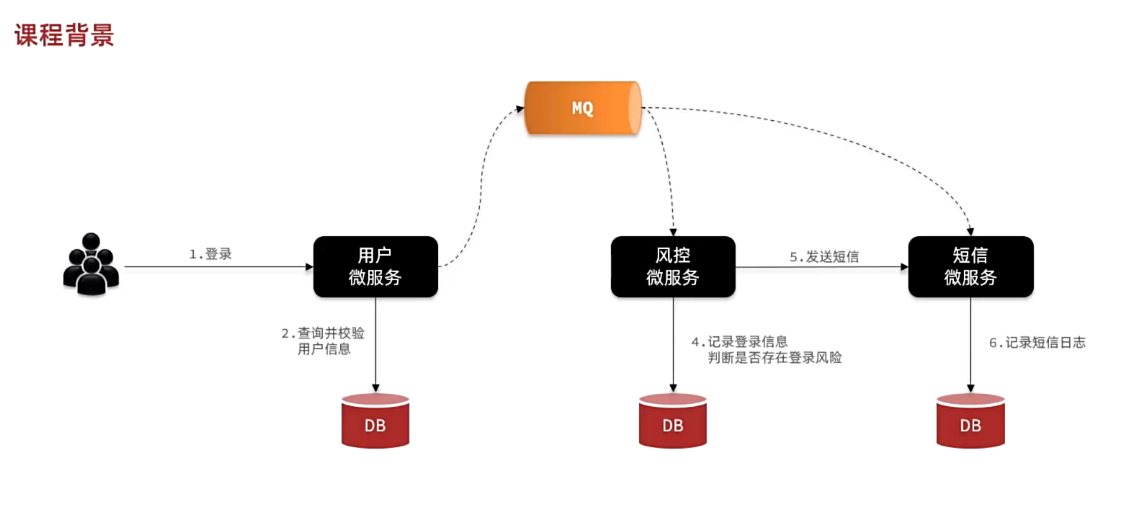 课程背景
MQ
1.登录
用户
微服务
风控
微服务
5.发送短信
短信
微服务
2.查询并校验
用户信息
4.记录登录信息
判断是否存在登录风险
6.记录短信日志
DB
DB
DB